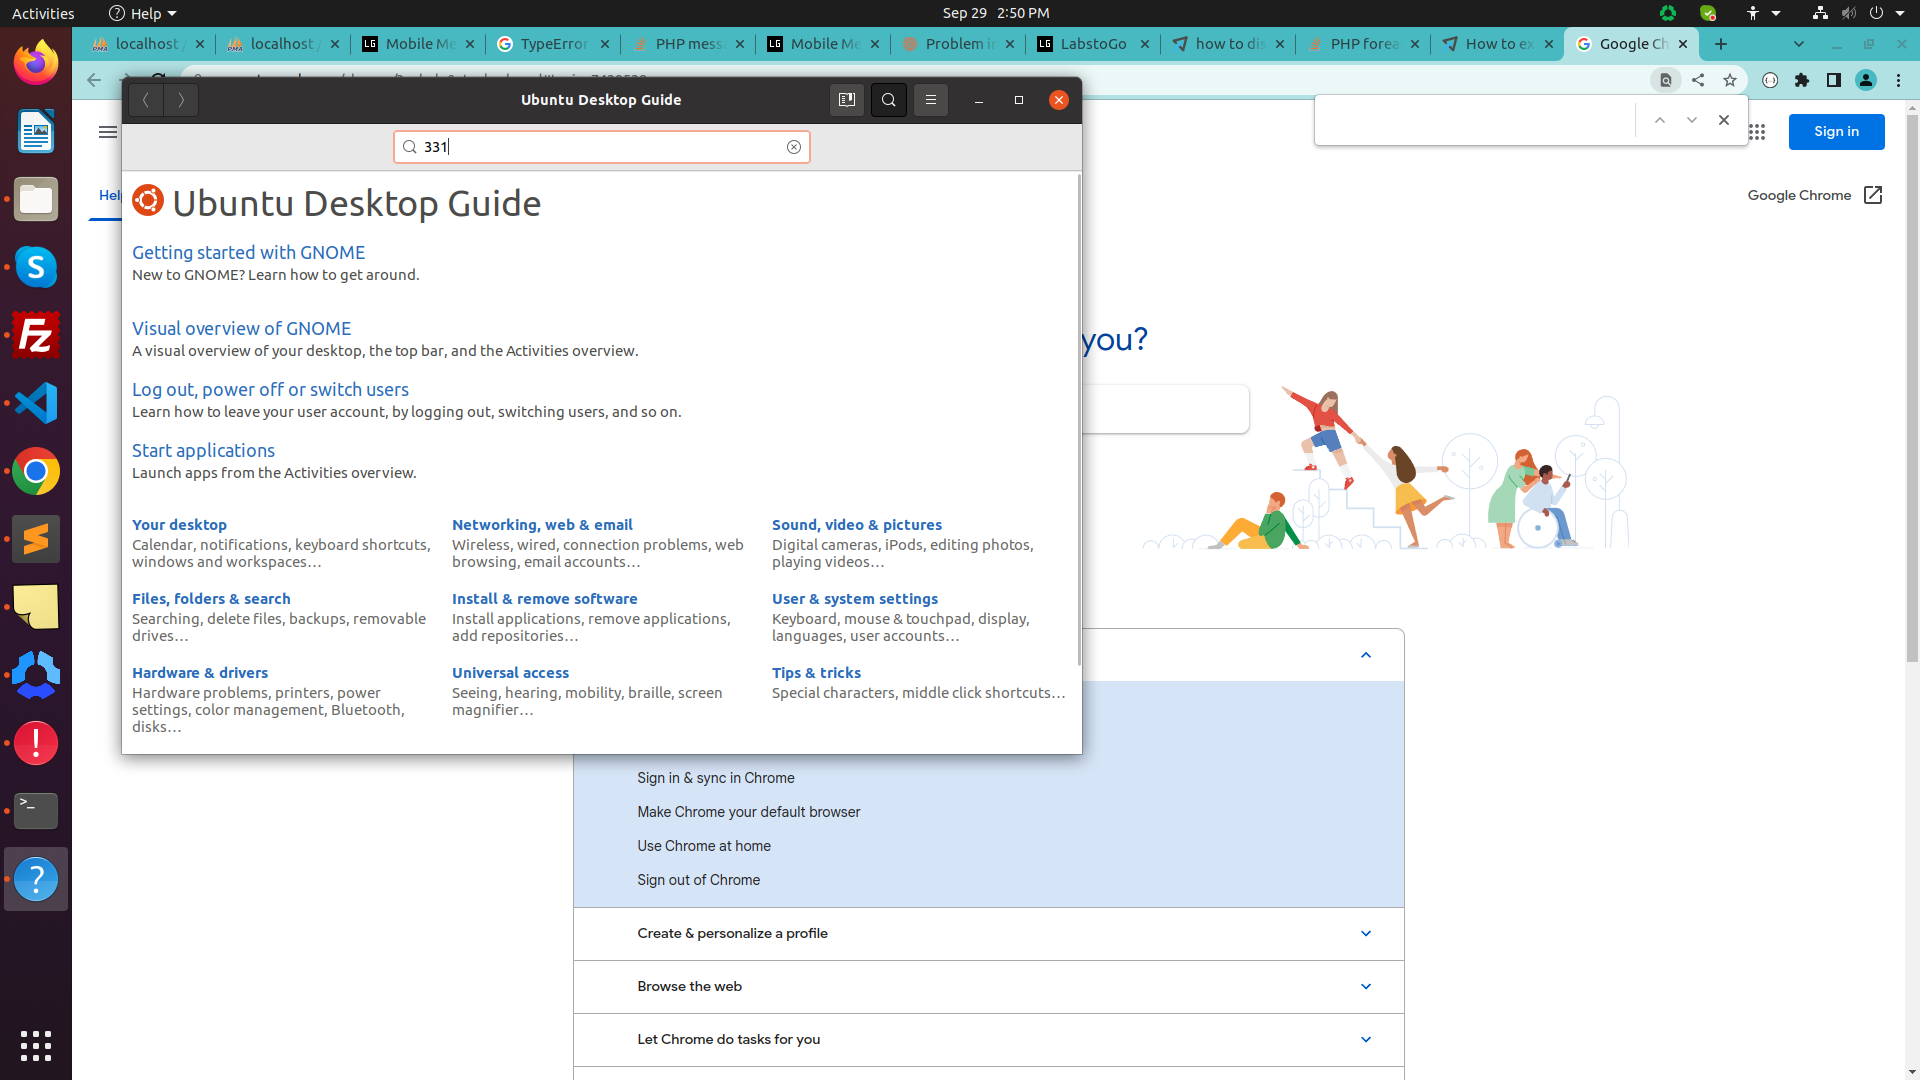 Activities
Help
Sep 29 2:50 PM
localhost /
localhost /
LG Mobile Me
TypeError
PHP mess
LG Mobile Me
Problem i
LG LabstoGo
how to dis
PHP forea
How to ex
Google Ch
Ubuntu Desktop Guide
331
Sign in
Help
Google Chrome
Ubuntu Desktop Guide
Getting started with GNOME
New to GNOME? Learn how to get around.
Visual overview of GNOME
A visual overview of your desktop, the top bar, and the Activities overview.
you?
Log out, power off or switch users
Learn how to leave your user account, by logging out, switching users, and so on.
Start applications
Launch apps from the Activities overview.
Your desktop
Calendar, notifications, keyboard shortcuts,
windows and workspaces…
Networking, web & email
Wireless, wired, connection problems, web
browsing, email accounts…
Sound, video & pictures
Digital cameras, iPods, editing photos,
playing videos…
Files, folders & search
Searching, delete files, backups, removable
drives…
Install & remove software
Install applications, remove applications,
add repositories…
User & system settings
Keyboard, mouse & touchpad, display,
languages, user accounts…
Hardware & drivers
Hardware problems, printers, power
settings, color management, Bluetooth,
disks…
Universal access
Seeing, hearing, mobility, braille, screen
magnifier…
Tips & tricks
Special characters, middle click shortcuts…
Sign in & sync in Chrome
Make Chrome your default browser
Use Chrome at home
Sign out of Chrome
Create & personalize a profile
Browse the web
Let Chrome do tasks for you